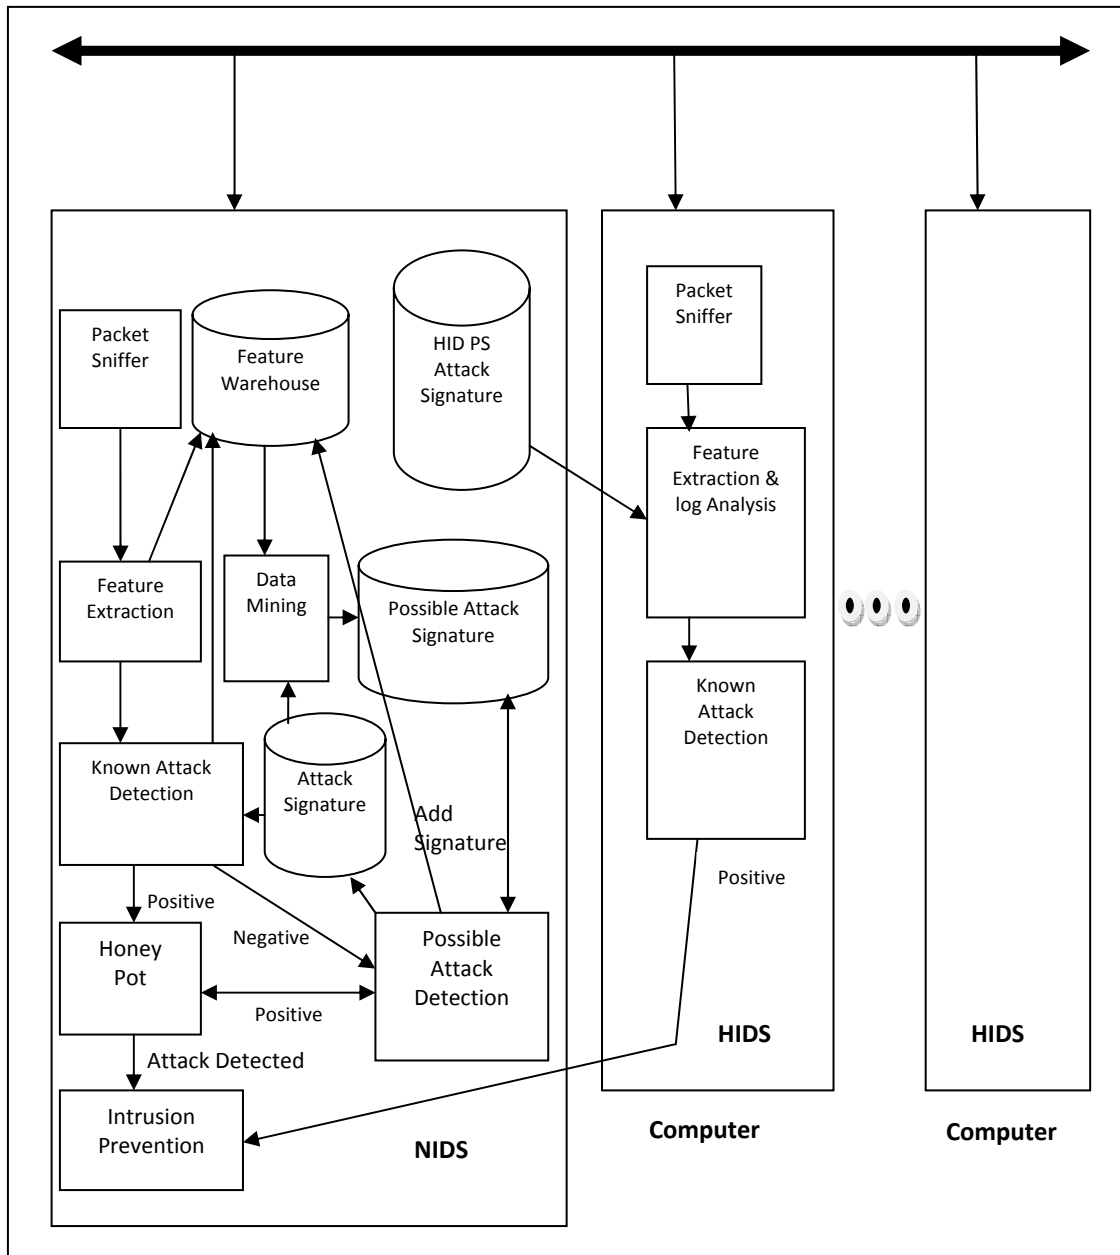 Packet
Sniffer
Feature
Warehouse
HID PS
Attack
Signature
Feature
Extraction
Data
Mining
Possible Attack
Signature
Known Attack
Detection
Attack
Signature
Add
Signature
Positive
Negative
Honey
Pot
Positive
Possible
Attack
Detection
Attack Detected
Intrusion
Prevention
NIDS
Packet
Sniffer
Feature
Extraction &
log Analysis
Known
Attack
Detection
Positive
HIDS
Computer
HIDS
Computer